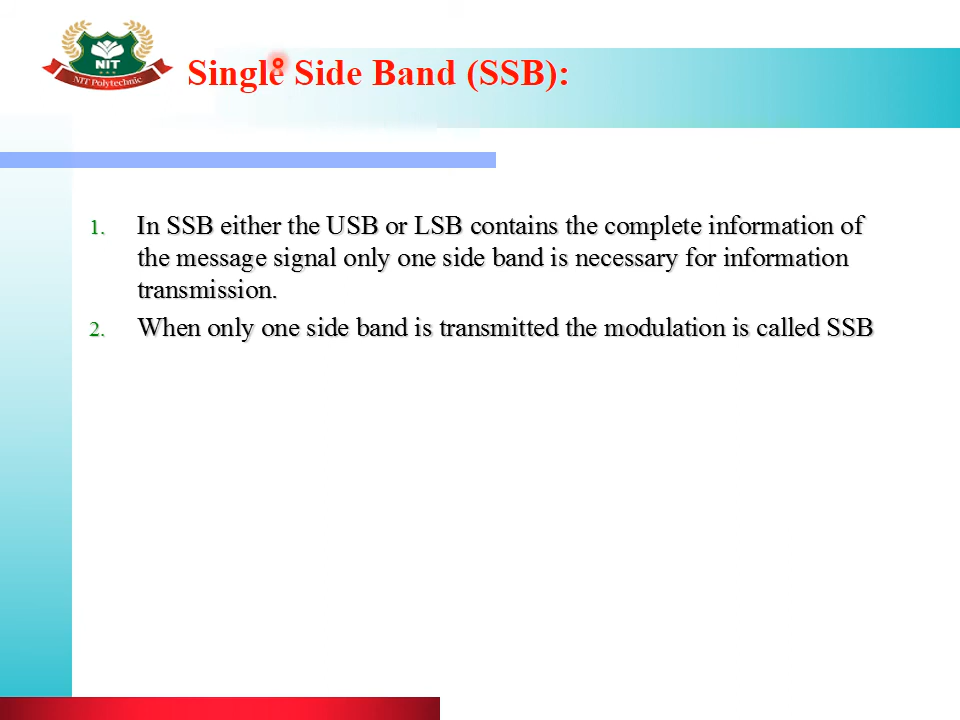 NIT
NIT Polytechnic
Single Side Band (SSB):
1. In SSB either the USB or LSB contains the complete information of
the message signal only one side band is necessary for information
transmission.
2. When only one side band is transmitted the modulation is called SSB